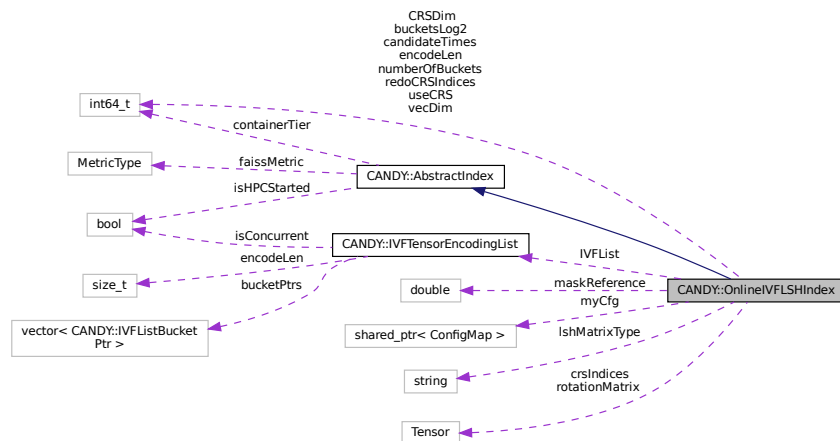 CRSDim
bucketsLog2
candidateTimes
encodeLen
numberOfBuckets
redoCRSIndices
useCRS
vecDim
int64_t
containerTier
MetricType
faissMetric
CANDY::AbstractIndex
isHPCStarted
bool
isConcurrent
CANDY::IVFTensorEncodingList
IVFList
encodeLen
size_t
bucketPtrs
double
maskReference
CANDY::OnlineIVFLSHIndex
myCfg
vector< CANDY::IVFListBucket
Ptr >
shared_ptr< ConfigMap >
lshMatrixType
string
crsIndices
rotationMatrix
Tensor